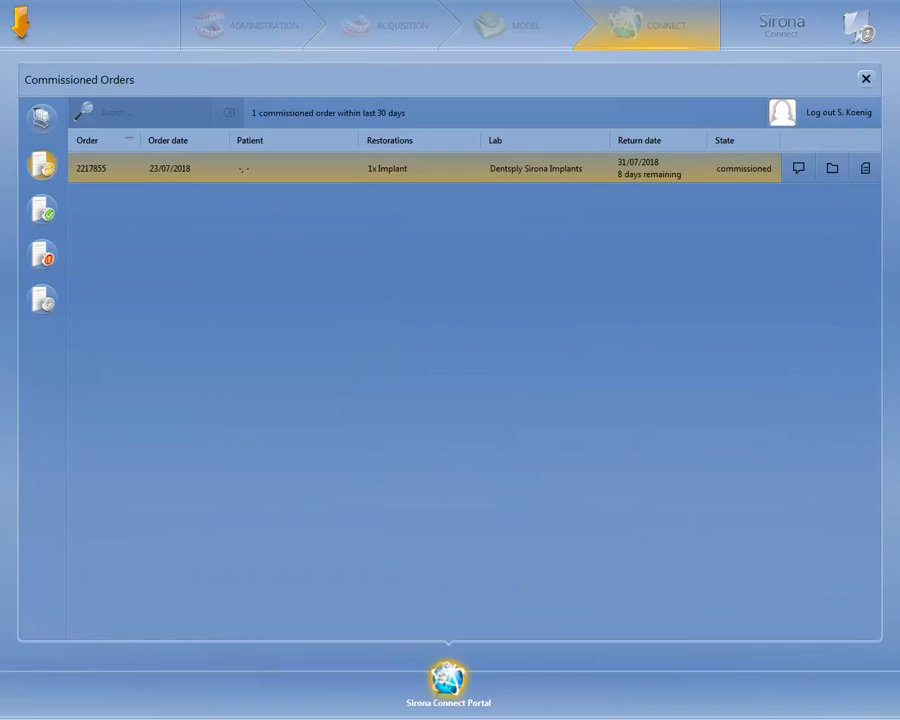 ADMINISTRATION ACQUISITION MODEL CONNECT
Sirona
Connect
2
Commissioned Orders
Search ... 1 commissioned order within last 30 days Log out S. Koenig
Order Order date Patient Restorations Lab Return date State
2217855 23/07/2018 -, - 1x Implant Dentsply Sirona Implants 31/07/2018 commissioned
8 days remaining
Sirona Connect Portal